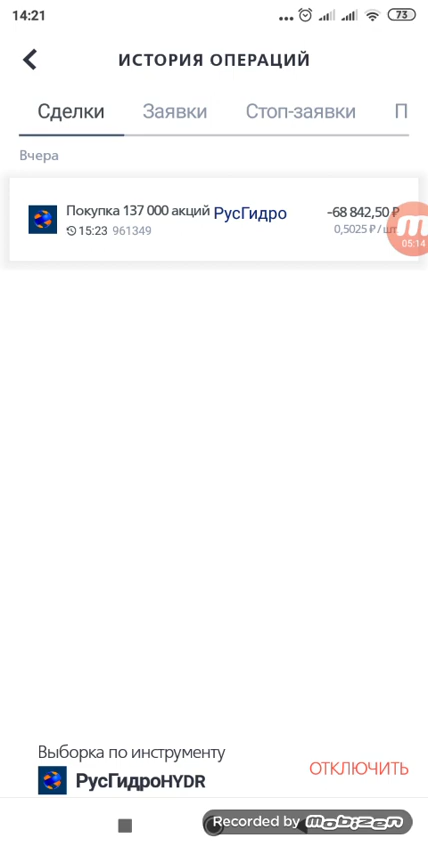 14:21
73
ИСТОРИЯ ОПЕРАЦИЙ
Сделки Заявки Стоп-заявки П
Вчера
Покупка 137 000 акций РусГидро -68 842,50 ₽
15:23 961349 0,5025 ₽ / шт
05:14
Выборка по инструменту
РусГидроHYDR
ОТКЛЮЧИТЬ
Recorded by mobizen